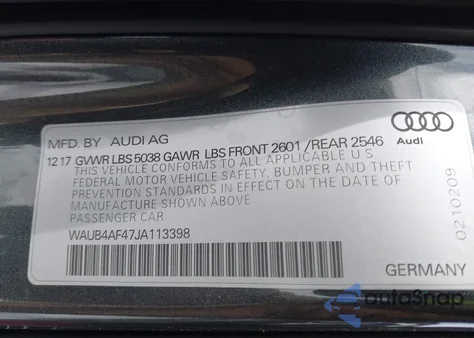 MFD. BY AUDI AG
12 17 GVWR LBS 5038 GAWR LBS FRONT 2601 /REAR 2546
THIS VEHICLE CONFORMS TO ALL APPLICABLE U S
FEDERAL MOTOR VEHICLE SAFETY, BUMPER AND THEFT
PREVENTION STANDARDS IN EFFECT ON THE DATE OF
MANUFACTURE SHOWN ABOVE
PASSENGER CAR
WAUB4AF47JA113398
Audi
0210209
GERMANY
autoSnap